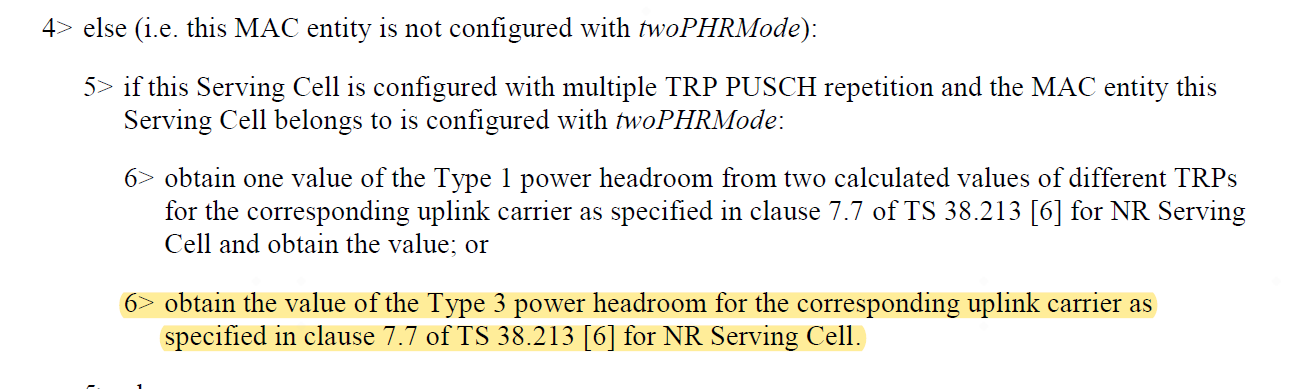 4> else (i.e. this MAC entity is not configured with twoPHRMode):
5> if this Serving Cell is configured with multiple TRP PUSCH repetition and the MAC entity this
Serving Cell belongs to is configured with twoPHRMode:
6> obtain one value of the Type 1 power headroom from two calculated values of different TRPs
for the corresponding uplink carrier as specified in clause 7.7 of TS 38.213 [6] for NR Serving
Cell and obtain the value; or
6> obtain the value of the Type 3 power headroom for the corresponding uplink carrier as
specified in clause 7.7 of TS 38.213 [6] for NR Serving Cell.